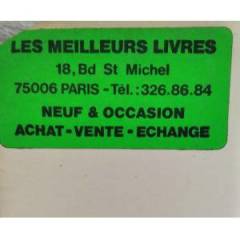 LES MEILLEURS LIVRES
18, Bd St Michel
75006 PARIS - Tél.: 326.86.84
NEUF & OCCASION
ACHAT - VENTE - ECHANGE